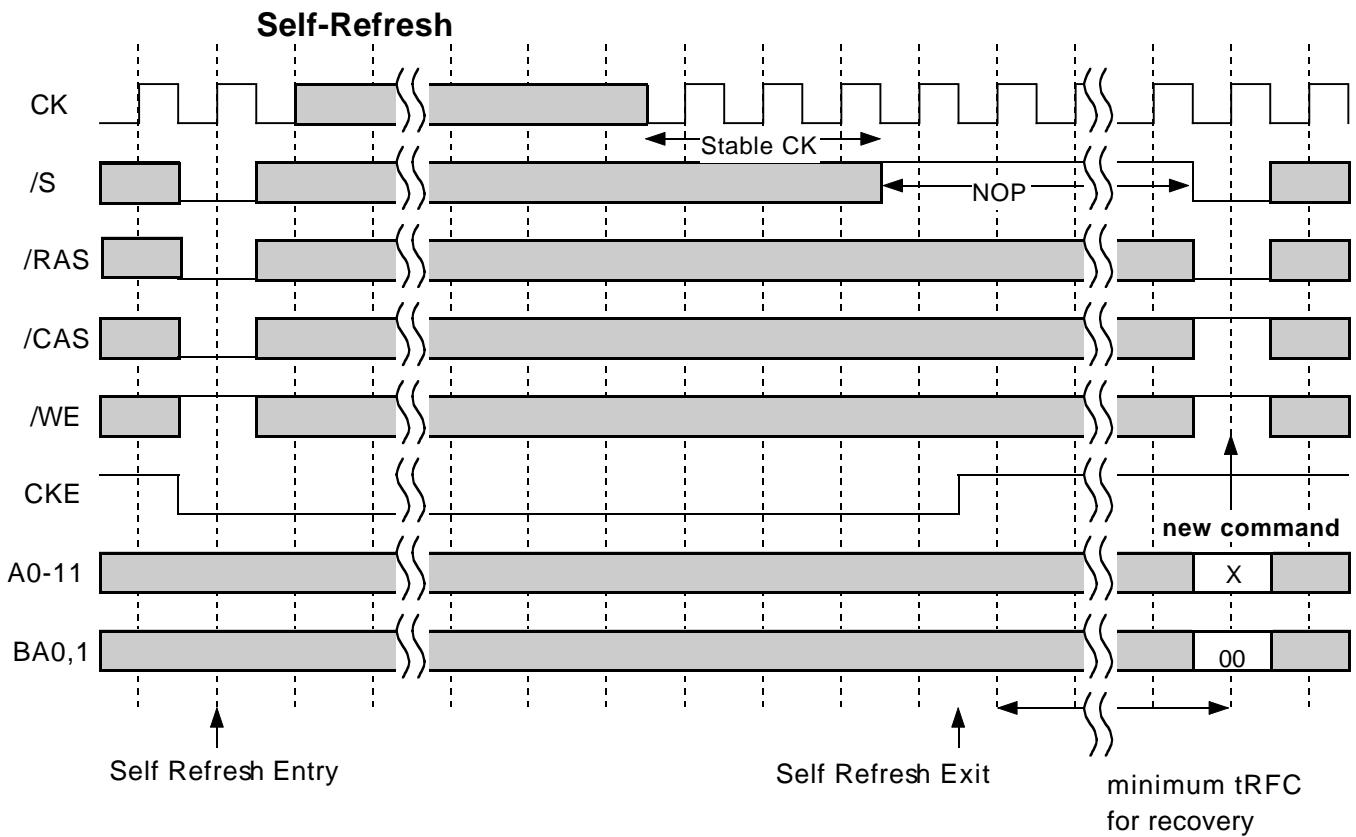 Self-Refresh
CK
Stable CK
/S
NOP
/RAS
/CAS
/WE
CKE
new command
A0-11
X
BA0,1
00
Self Refresh Entry
Self Refresh Exit
minimum tRFC
for recovery